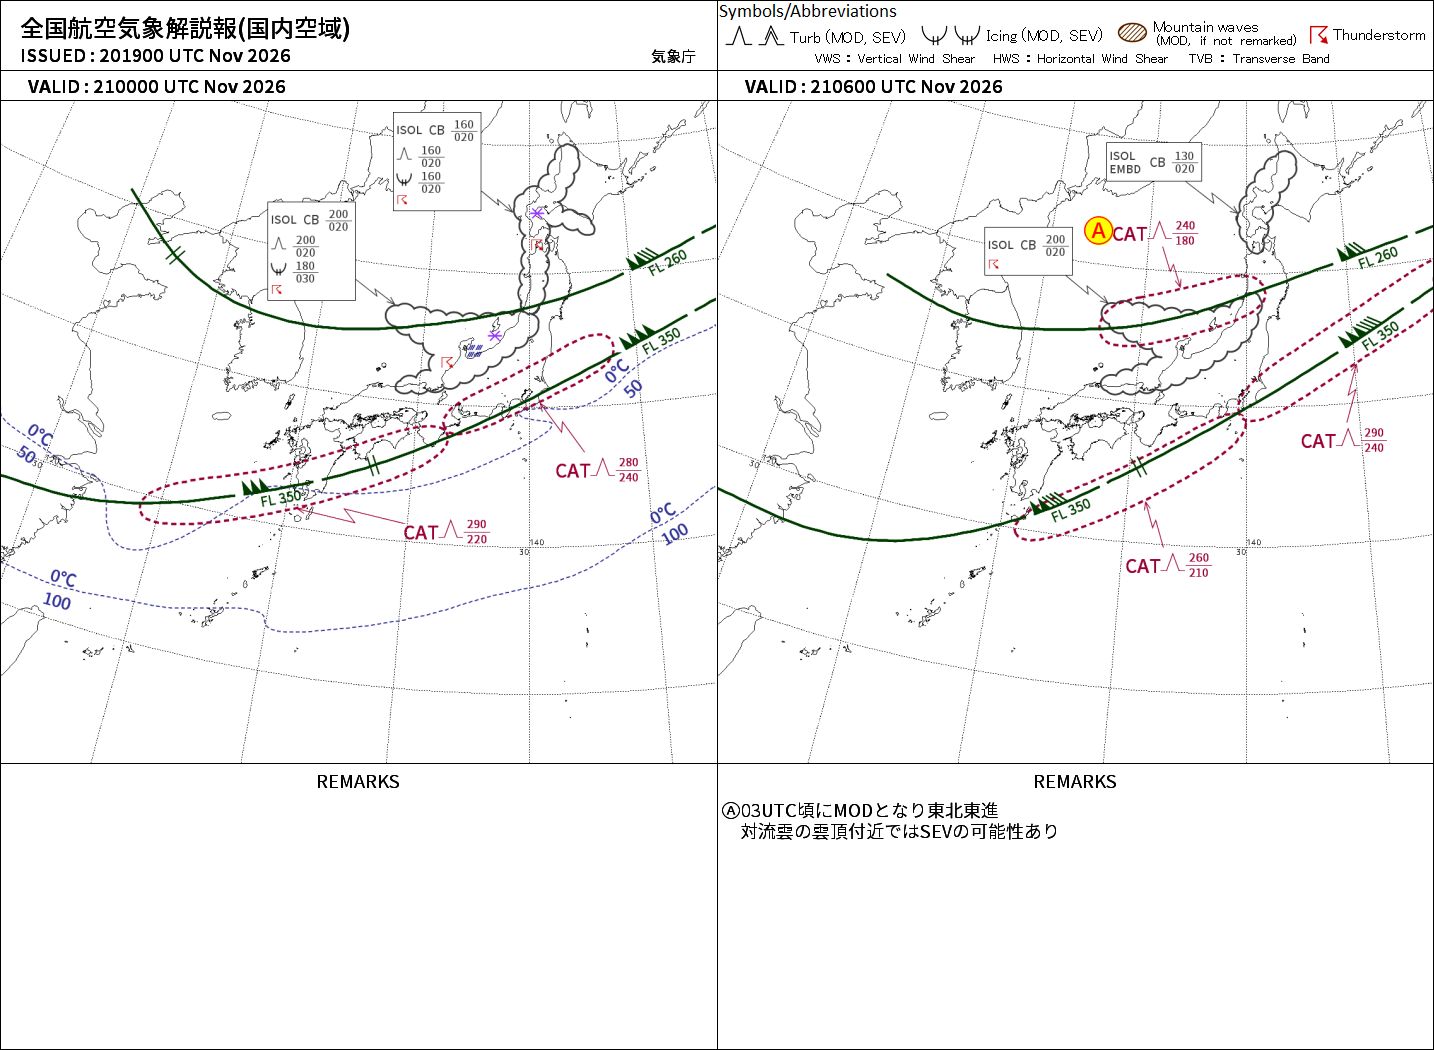 全国航空気象解説報(国内空域)
ISSUED : 201900 UTC Nov 2026
気象庁
Symbols/Abbreviations
Turb (MOD, SEV)
Icing (MOD, SEV)
Mountain waves
(MOD, if not remarked)
Thunderstorm
VWS : Vertical Wind Shear HWS : Horizontal Wind Shear TVB : Transverse Band
VALID : 210000 UTC Nov 2026
ISOL CB 160
020
160
020
160
020
ISOL CB 200
020
200
020
180
030
FL 260
FL 350
0°C
50
0°C
50
30
CAT 280
240
FL 350
CAT 290
220
0°C
100
140
30
0°C
100
VALID : 210600 UTC Nov 2026
ISOL
EMBD CB 130
020
A CAT 240
180
ISOL CB 200
020
FL 260
FL 350
CAT 290
240
30
FL 350
CAT 260
210
140
30
REMARKS
REMARKS
Ⓐ03UTC頃にMODとなり東北東進
対流雲の雲頂付近ではSEVの可能性あり